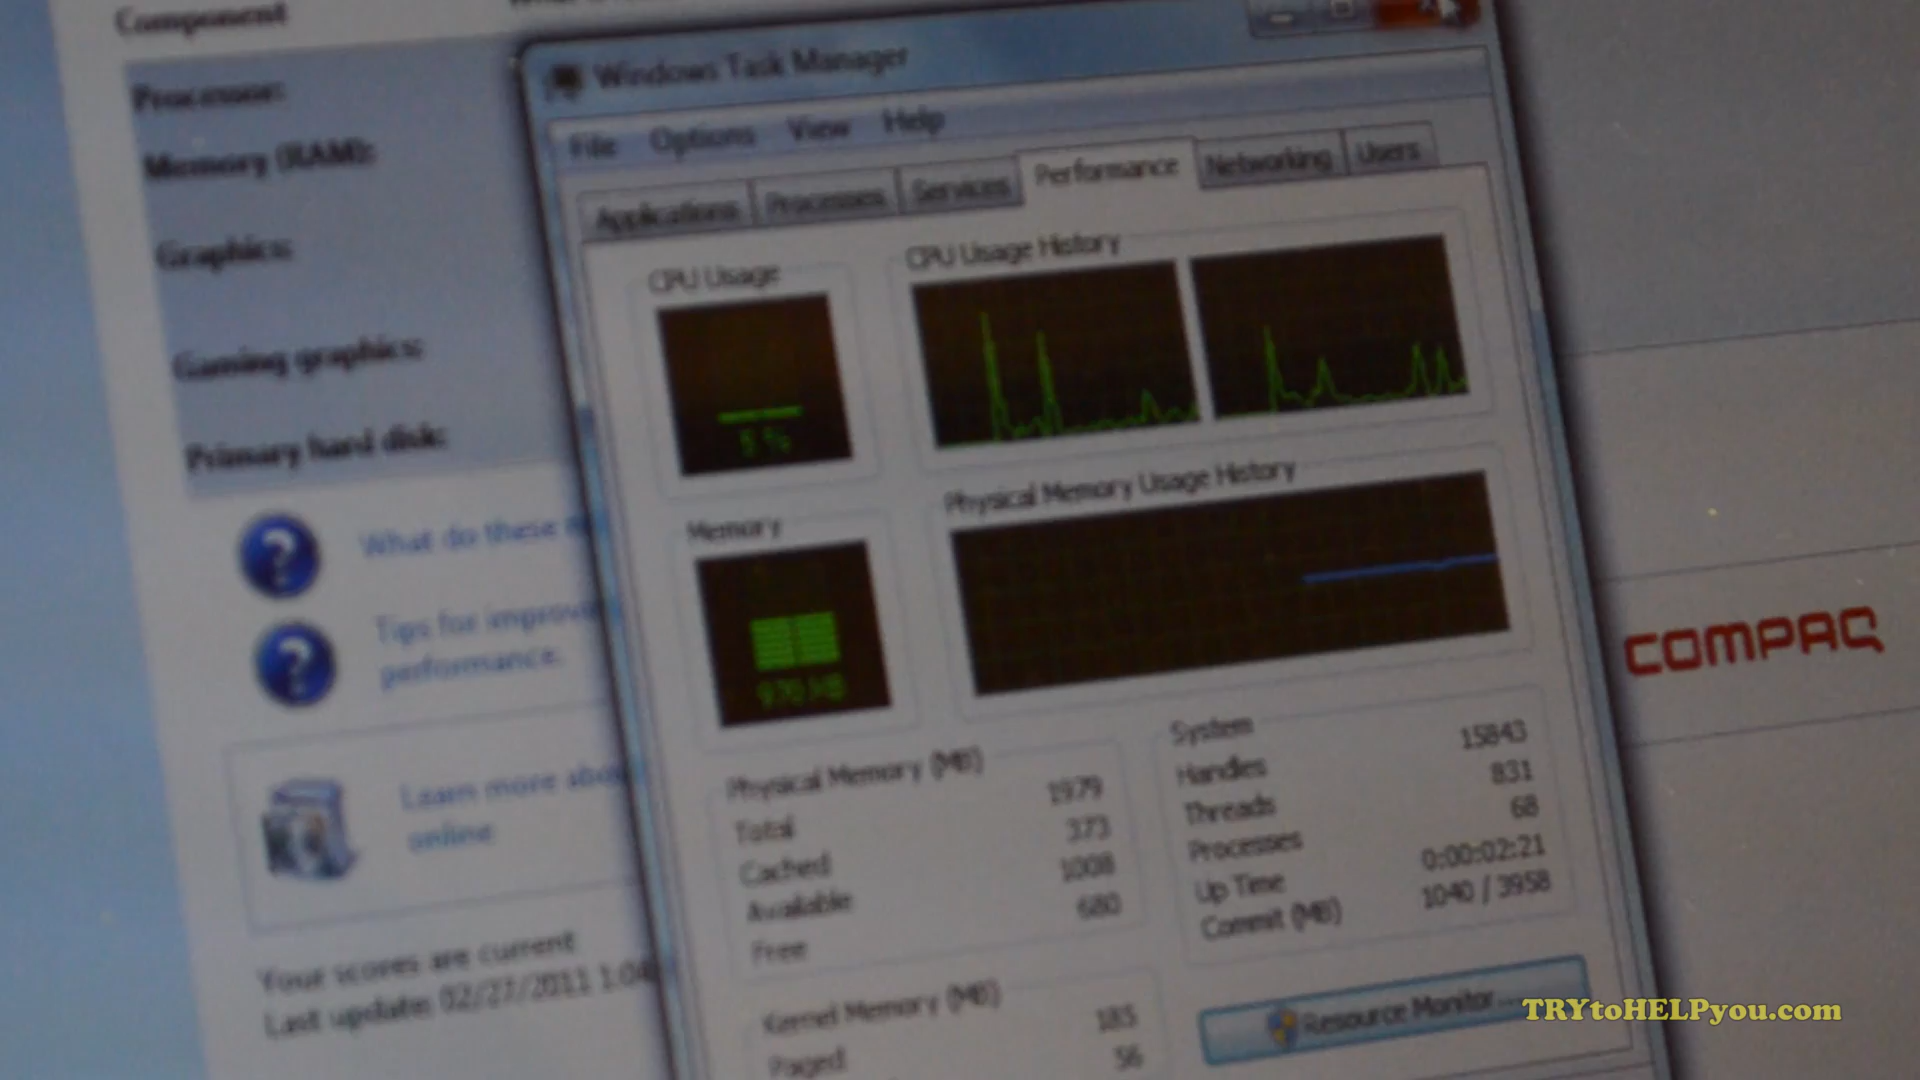 Component
Processor:
Memory (RAM):
Graphics:
Gaming graphics:
Primary hard disk:
What do these
Tips for improv
performance.
Learn more abo
online
Your scores are current
Last update: 02/27/2011 1:04
Windows Task Manager
File Options View Help
Applications Processes Services Performance Networking Users
CPU Usage
5 %
CPU Usage History
Memory
970 MB
Physical Memory Usage History
Physical Memory (MB)
Total 1979
Cached 373
Available 1008
Free 680
System
Handles 15843
Threads 831
Processes 68
Up Time 0:00:02:21
Commit (MB) 1040 / 3958
Kernel Memory (MB)
Paged 185
56
Resource Monitor...
COMPAQ
TRYtoHELPyou.com